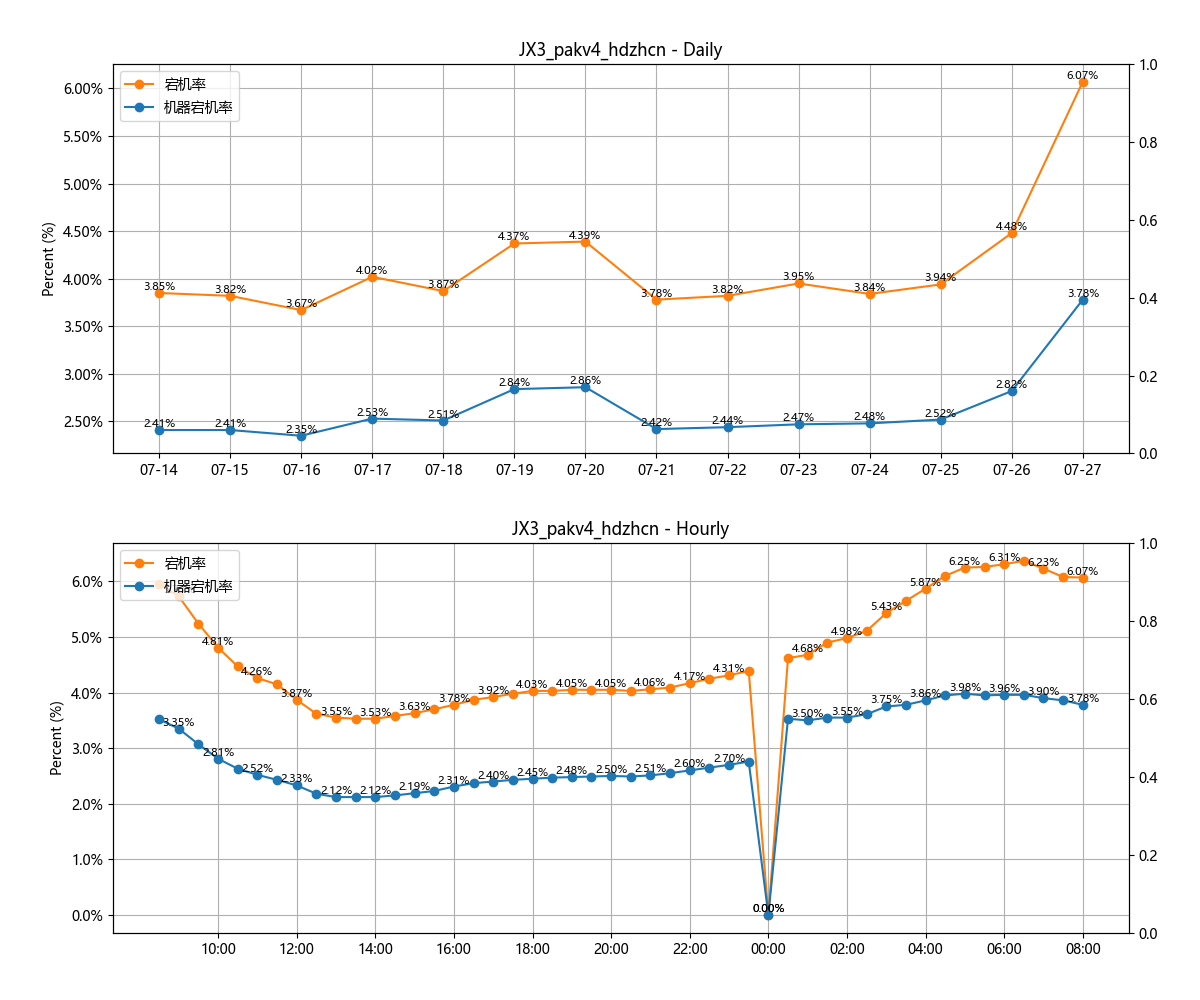 JX3_pakv4_hdzhcn - Daily
宕机率
机器宕机率
Percent (%)
6.00%
5.50%
5.00%
4.50%
4.00%
3.50%
3.00%
2.50%
1.0
0.8
0.6
0.4
0.2
0.0
3.85% 3.82% 3.67% 4.02% 3.87% 4.37% 4.39% 3.78% 3.82% 3.95% 3.84% 3.94% 4.48% 6.07%
2.41% 2.41% 2.35% 2.53% 2.51% 2.84% 2.86% 2.42% 2.44% 2.47% 2.48% 2.52% 2.82% 3.78%
07-14 07-15 07-16 07-17 07-18 07-19 07-20 07-21 07-22 07-23 07-24 07-25 07-26 07-27
JX3_pakv4_hdzhcn - Hourly
宕机率
机器宕机率
Percent (%)
6.0%
5.0%
4.0%
3.0%
2.0%
1.0%
0.0%
1.0
0.8
0.6
0.4
0.2
0.0
4.81% 4.26% 3.87% 3.55% 3.53% 3.63% 3.78% 3.92% 4.03% 4.05% 4.05% 4.06% 4.17% 4.31% 0.00% 4.68% 4.98% 5.43% 5.87% 6.25% 6.31% 6.23% 6.07%
3.35% 2.81% 2.52% 2.33% 2.12% 2.12% 2.19% 2.31% 2.40% 2.45% 2.48% 2.50% 2.51% 2.60% 2.70% 0.00% 3.50% 3.55% 3.75% 3.86% 3.98% 3.96% 3.90% 3.78%
10:00 12:00 14:00 16:00 18:00 20:00 22:00 00:00 02:00 04:00 06:00 08:00